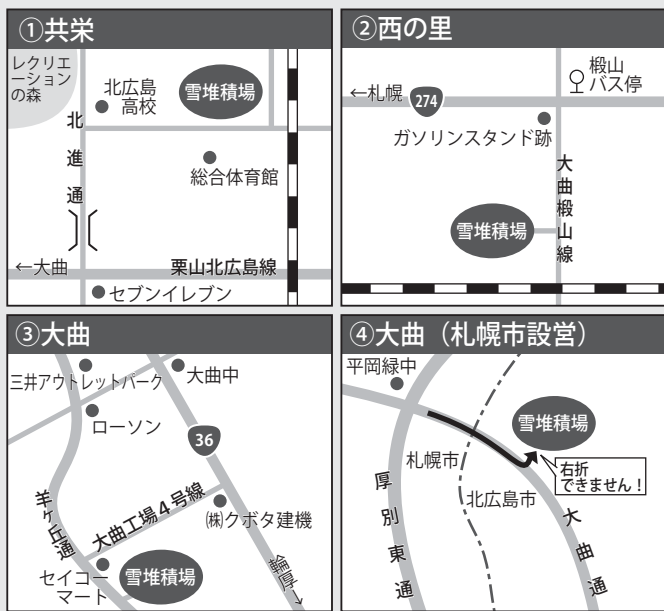 ①共栄
レクリエ
ーション
の森
北広島
高校
雪堆積場
北進通
総合体育館
←大曲
栗山北広島線
セブンイレブン
②西の里
←札幌
274
椴山
バス停
ガソリンスタンド跡
大曲椴山線
雪堆積場
③大曲
三井アウトレットパーク
大曲中
ローソン
36
羊ヶ丘通
大曲工場4号線
㈱クボタ建機
セイコー
マート
雪堆積場
輪厚→
④大曲（札幌市設営）
平岡緑中
雪堆積場
札幌市
右折
できません！
北広島市
厚別東通
大曲通